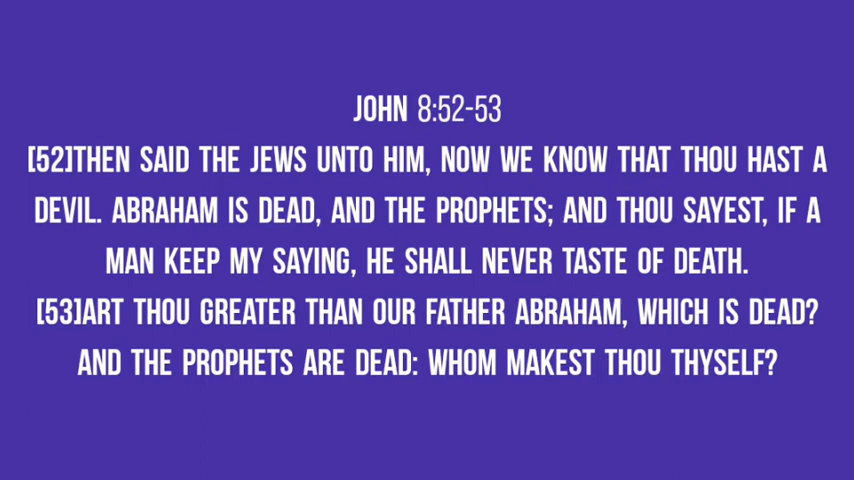 JOHN 8:52-53
[52]THEN SAID THE JEWS UNTO HIM, NOW WE KNOW THAT THOU HAST A
DEVIL. ABRAHAM IS DEAD, AND THE PROPHETS; AND THOU SAYEST, IF A
MAN KEEP MY SAYING, HE SHALL NEVER TASTE OF DEATH.
[53]ART THOU GREATER THAN OUR FATHER ABRAHAM, WHICH IS DEAD?
AND THE PROPHETS ARE DEAD: WHOM MAKEST THOU THYSELF?